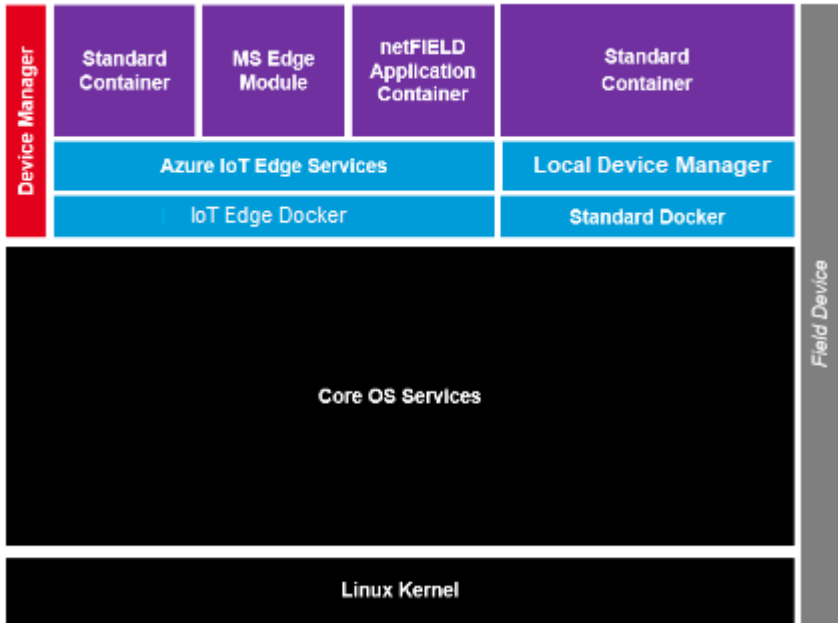 Device Manager
Standard
Container
MS Edge
Module
netFIELD
Application
Container
Standard
Container
Azure IoT Edge Services
Local Device Manager
IoT Edge Docker
Standard Docker
Field Device
Core OS Services
Linux Kernel